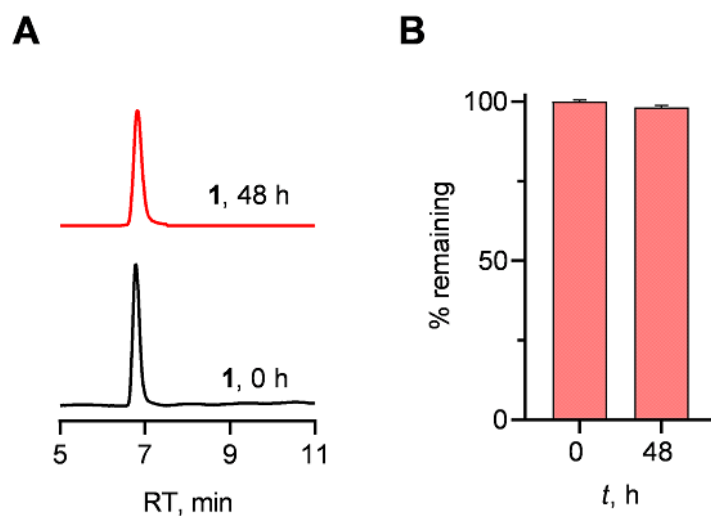 A
1, 48 h
1, 0 h
5 7 9 11
RT, min
B
% remaining
100
50
0
0 48
t, h